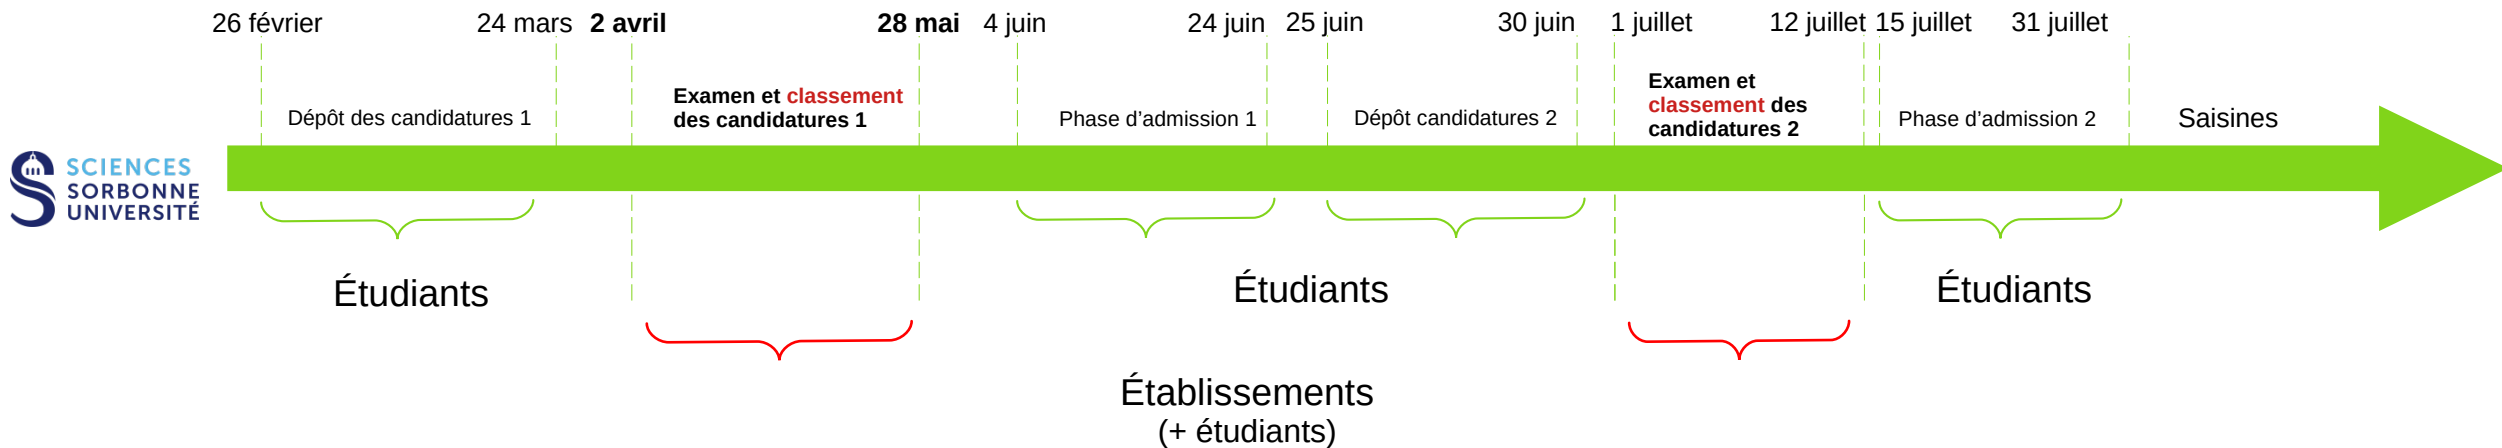 26 février
24 mars
2 avril
28 mai
4 juin
24 juin
25 juin
30 juin
1 juillet
12 juillet
15 juillet
31 juillet
Dépôt des candidatures 1
Examen et classement
des candidatures 1
Phase d’admission 1
Dépôt candidatures 2
Examen et
classement des
candidatures 2
Phase d’admission 2
Saisines
SCIENCES
SORBONNE
UNIVERSITÉ
Étudiants
Étudiants
Étudiants
Établissements
(+ étudiants)